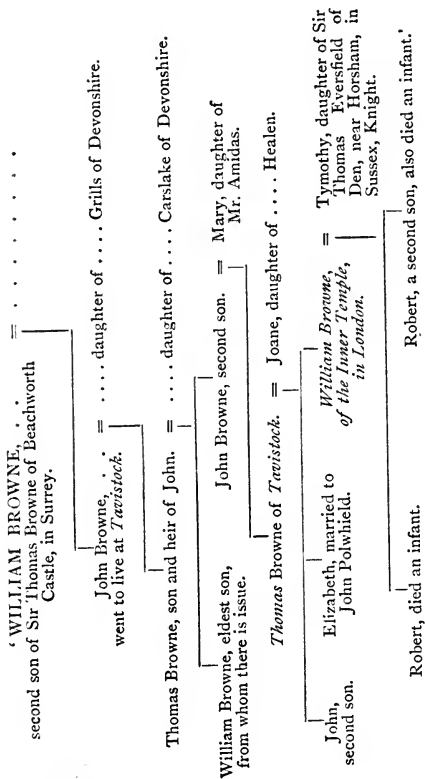 ‘WILLIAM BROWNE, . . = . . . . . . . . .
second son of Sir Thomas Browne of Beachworth
Castle, in Surrey.
John Browne, . . = . . . . daughter of . . . . Grills of Devonshire.
went to live at Tavistock.
Thomas Browne, son and heir of John. = . . . . daughter of . . . . Carslake of Devonshire.
William Browne, eldest son,
from whom there is issue.
John Browne, second son. = Mary, daughter of
Mr. Amidas.
Thomas Browne of Tavistock. = Joane, daughter of . . . . Healen.
John,
second son.
Elizabeth, married to
John Polwhield.
William Browne,
of the Inner Temple,
in London.
= Tymothy, daughter of Sir
Thomas Eversfield of
Den, near Horsham, in
Sussex, Knight.
Robert, died an infant.
Robert, a second son, also died an infant.’